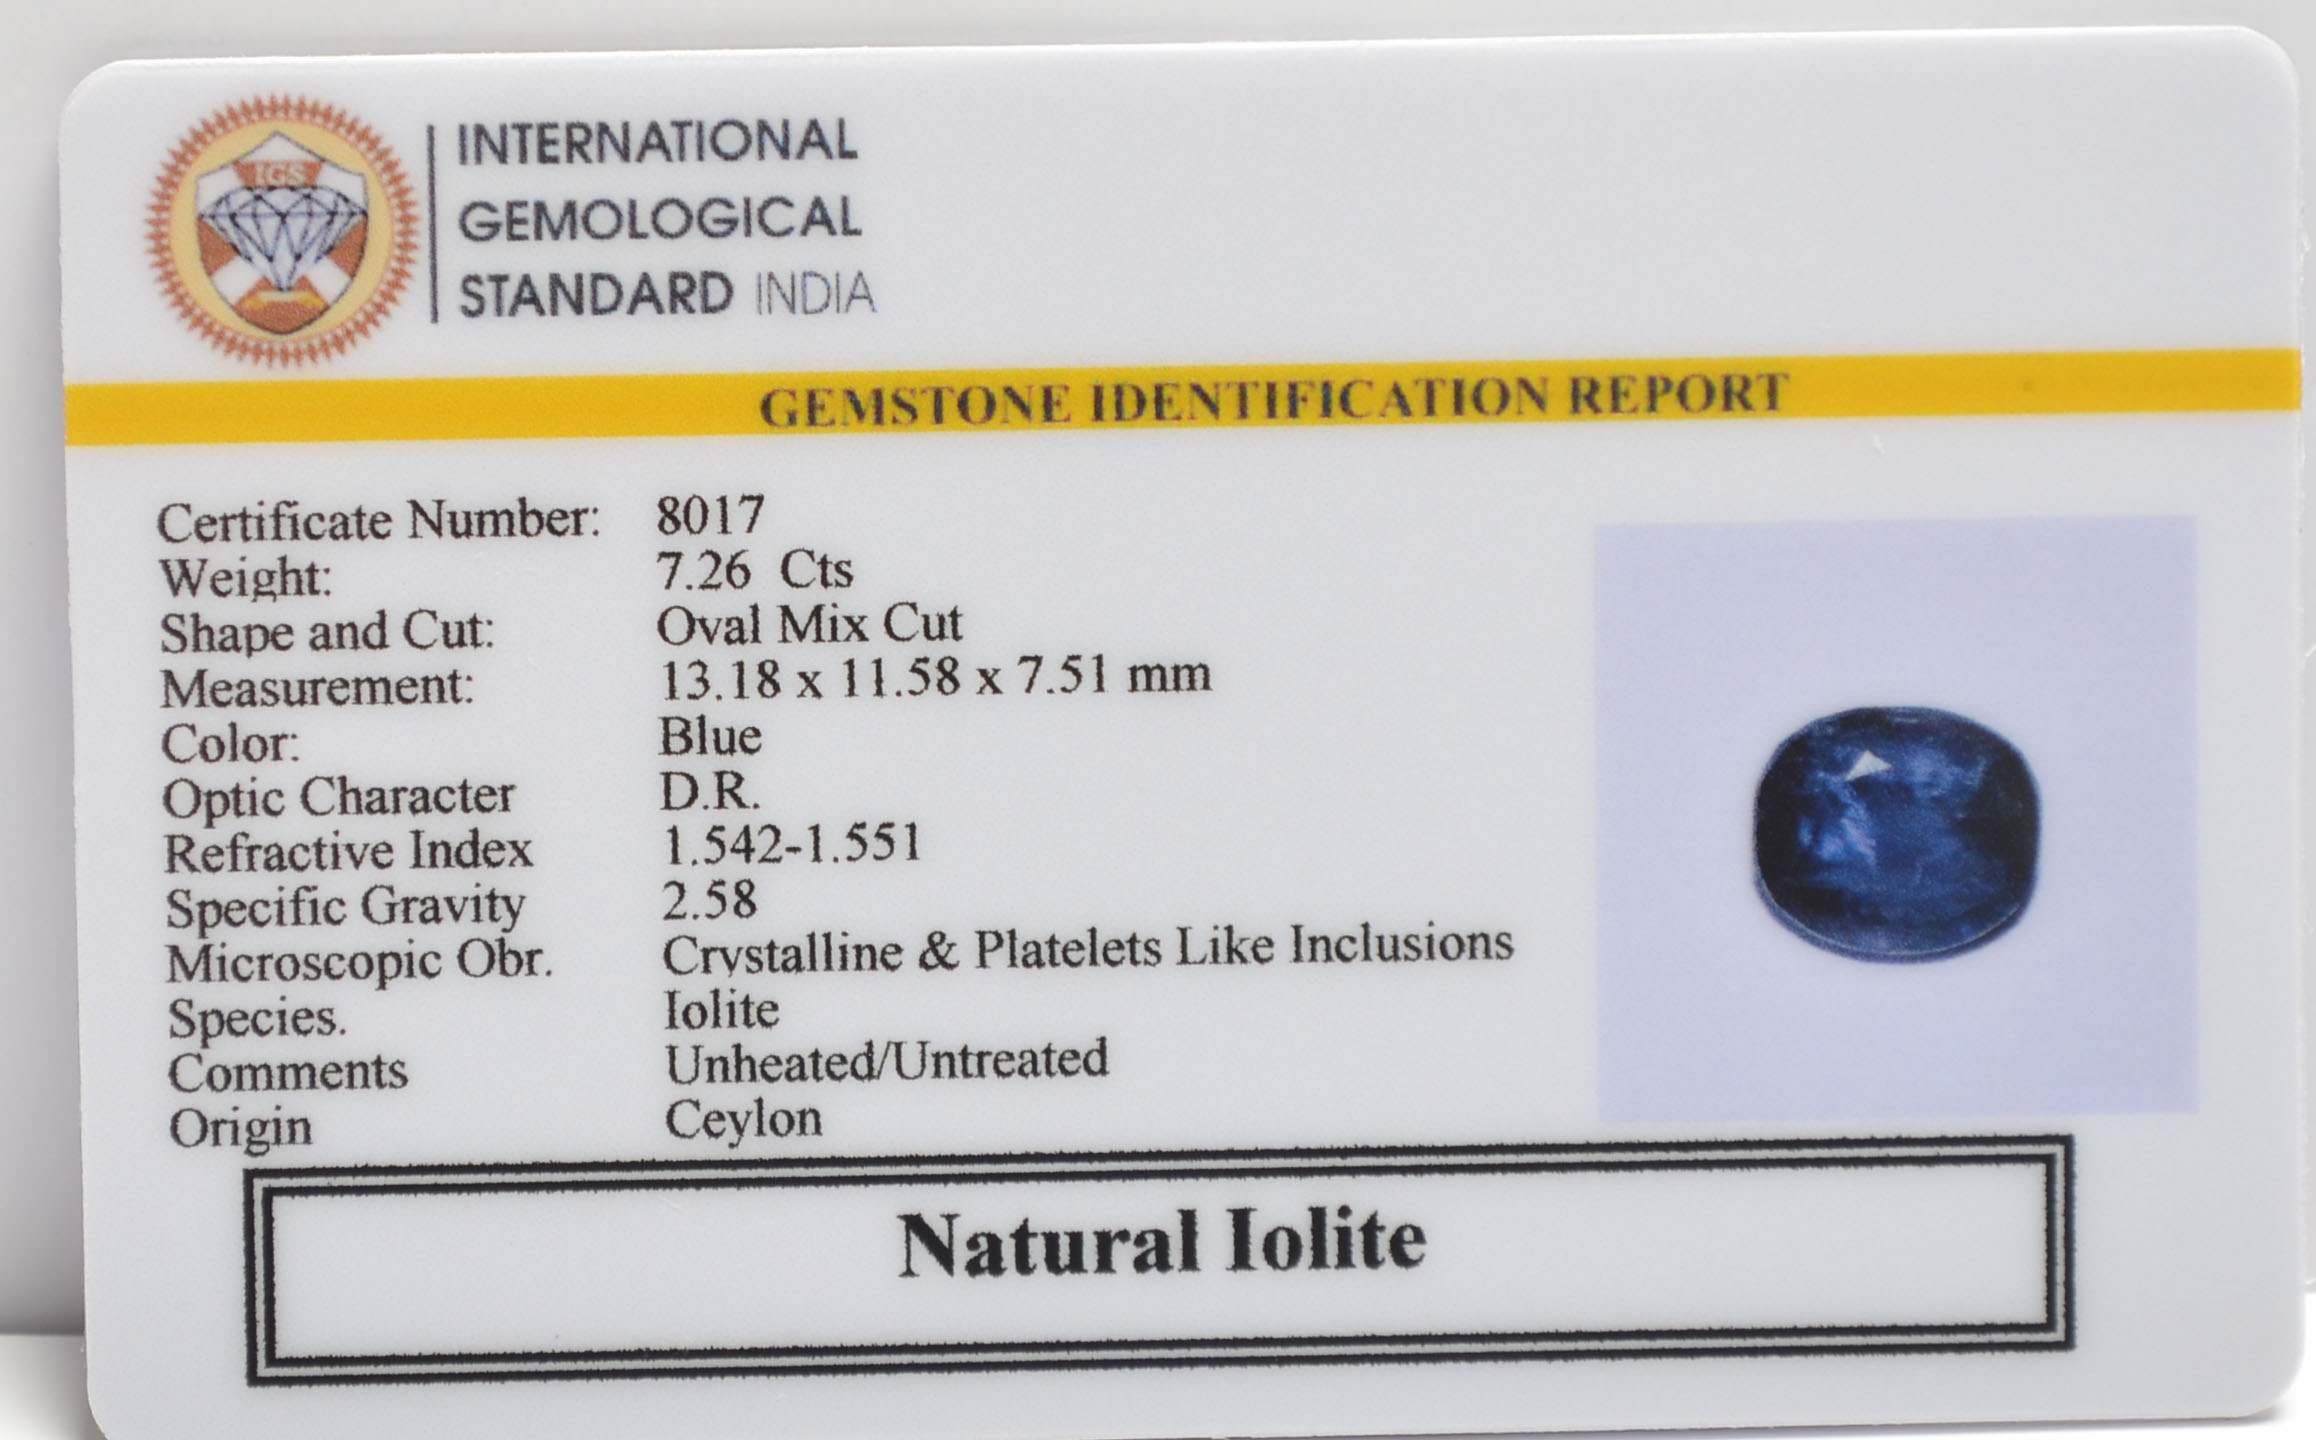 IGS
INTERNATIONAL
GEMOLOGICAL
STANDARD INDIA
GEMSTONE IDENTIFICATION REPORT
Certificate Number: 8017
Weight: 7.26 Cts
Shape and Cut: Oval Mix Cut
Measurement: 13.18 x 11.58 x 7.51 mm
Color: Blue
Optic Character D.R.
Refractive Index 1.542-1.551
Specific Gravity 2.58
Microscopic Obr. Crystalline & Platelets Like Inclusions
Species. Iolite
Comments Unheated/Untreated
Origin Ceylon
Natural Iolite